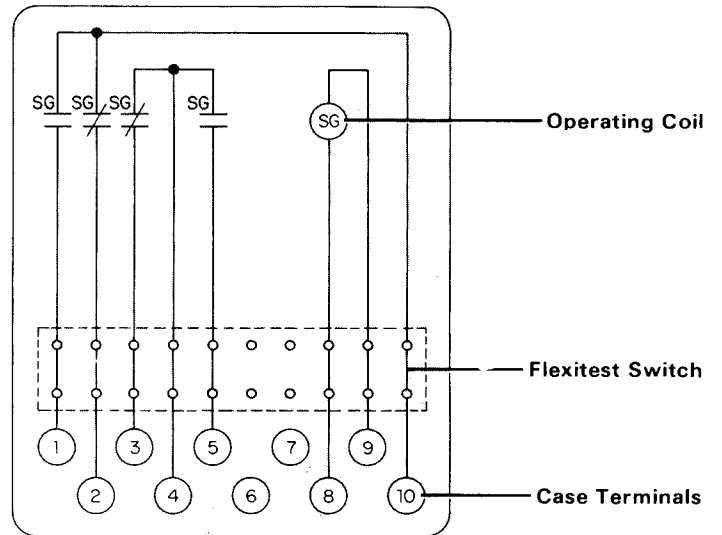 SG SG SG SG
SG
Operating Coil
Flexitest Switch
1 3 5 7 9
2 4 6 8 10
Case Terminals